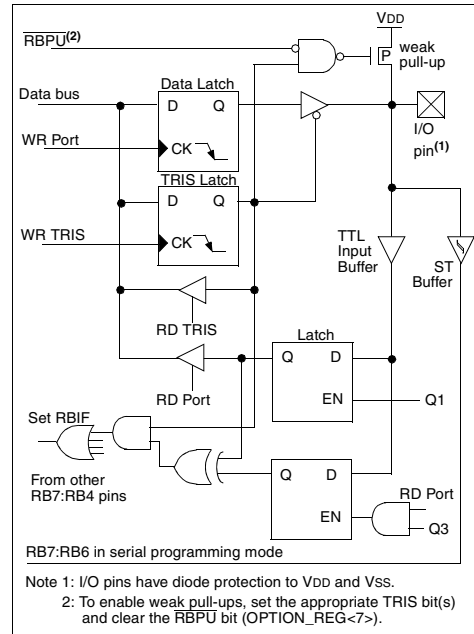 VDD
RBPU(2)
P
weak
pull-up
Data Latch
Data bus
D Q
I/O
pin(1)
WR Port
CK
TRIS Latch
D Q
WR TRIS
CK
TTL
Input
Buffer
ST
Buffer
RD TRIS
Latch
Q D
RD Port
EN
Q1
Set RBIF
From other
RB7:RB4 pins
Q D
RD Port
EN
Q3
RB7:RB6 in serial programming mode
Note 1: I/O pins have diode protection to VDD and VSS.
2: To enable weak pull-ups, set the appropriate TRIS bit(s)
and clear the RBPU bit (OPTION_REG<7>).